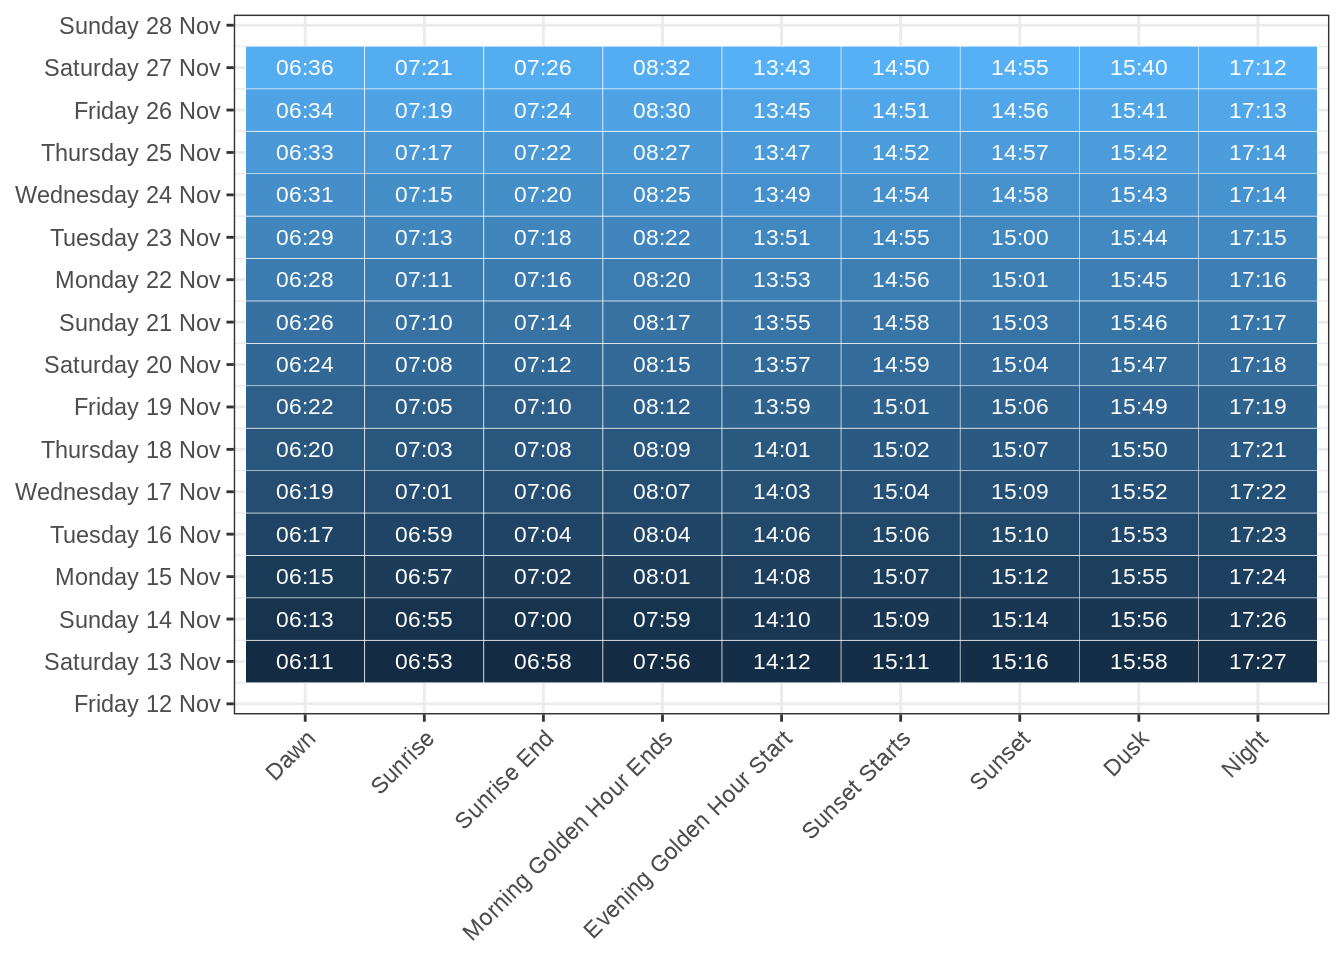 Sunday 28 Nov
Saturday 27 Nov 06:36 07:21 07:26 08:32 13:43 14:50 14:55 15:40 17:12
Friday 26 Nov 06:34 07:19 07:24 08:30 13:45 14:51 14:56 15:41 17:13
Thursday 25 Nov 06:33 07:17 07:22 08:27 13:47 14:52 14:57 15:42 17:14
Wednesday 24 Nov 06:31 07:15 07:20 08:25 13:49 14:54 14:58 15:43 17:14
Tuesday 23 Nov 06:29 07:13 07:18 08:22 13:51 14:55 15:00 15:44 17:15
Monday 22 Nov 06:28 07:11 07:16 08:20 13:53 14:56 15:01 15:45 17:16
Sunday 21 Nov 06:26 07:10 07:14 08:17 13:55 14:58 15:03 15:46 17:17
Saturday 20 Nov 06:24 07:08 07:12 08:15 13:57 14:59 15:04 15:47 17:18
Friday 19 Nov 06:22 07:05 07:10 08:12 13:59 15:01 15:06 15:49 17:19
Thursday 18 Nov 06:20 07:03 07:08 08:09 14:01 15:02 15:07 15:50 17:21
Wednesday 17 Nov 06:19 07:01 07:06 08:07 14:03 15:04 15:09 15:52 17:22
Tuesday 16 Nov 06:17 06:59 07:04 08:04 14:06 15:06 15:10 15:53 17:23
Monday 15 Nov 06:15 06:57 07:02 08:01 14:08 15:07 15:12 15:55 17:24
Sunday 14 Nov 06:13 06:55 07:00 07:59 14:10 15:09 15:14 15:56 17:26
Saturday 13 Nov 06:11 06:53 06:58 07:56 14:12 15:11 15:16 15:58 17:27
Friday 12 Nov
Dawn
Sunrise
Sunrise End
Morning Golden Hour Ends
Evening Golden Hour Start
Sunset Starts
Sunset
Dusk
Night